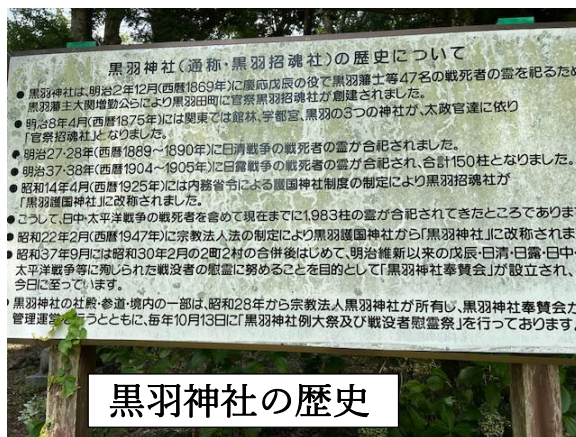 黒羽神社(通称・黒羽招魂社)の歴史について
●黒羽神社は、明治2年12月(西暦1869年)に慶応戊辰の役で黒羽藩士等47名の戦死者の霊を祀るため
黒羽藩主大関増勤公らにより黒羽田町に官祭黒羽招魂社が創建されました。
●明治8年4月(西暦1875年)には関東では館林、宇都宮、黒羽の3つの神社が、太政官達に依り
「官祭招魂社」となりました。
●明治27・28年(西暦1889〜1890年)に日清戦争の戦死者の霊が合祀されました。
●明治37・38年(西暦1904〜1905年)に日露戦争の戦死者の霊が合祀され、合計150柱となりました。
●昭和14年4月(西暦1925年)には内務省令による護国神社制度の制定により黒羽招魂社が
「黒羽護国神社」に改称されました。
●こうして、日中・太平洋戦争の戦死者を含めて現在までに1,983柱の霊が合祀されてきたところでありま
●昭和22年2月(西暦1947年)に宗教法人法の制定により黒羽護国神社から「黒羽神社」に改称されま
●昭和37年9月には昭和30年2月の2町2村の合併後はじめて、明治維新以来の戊辰・日清・日露・日中・
太平洋戦争等に殉じられた戦没者の慰霊に努めることを目的として「黒羽神社奉賛会」が設立され、
今日に至っています。
●黒羽神社の社殿・参道・境内の一部は、昭和28年から宗教法人黒羽神社が所有し、黒羽神社奉賛会が
管理運営を行うとともに、毎年10月13日に「黒羽神社例大祭及び戦没者慰霊祭」を行っております。
黒羽神社の歴史